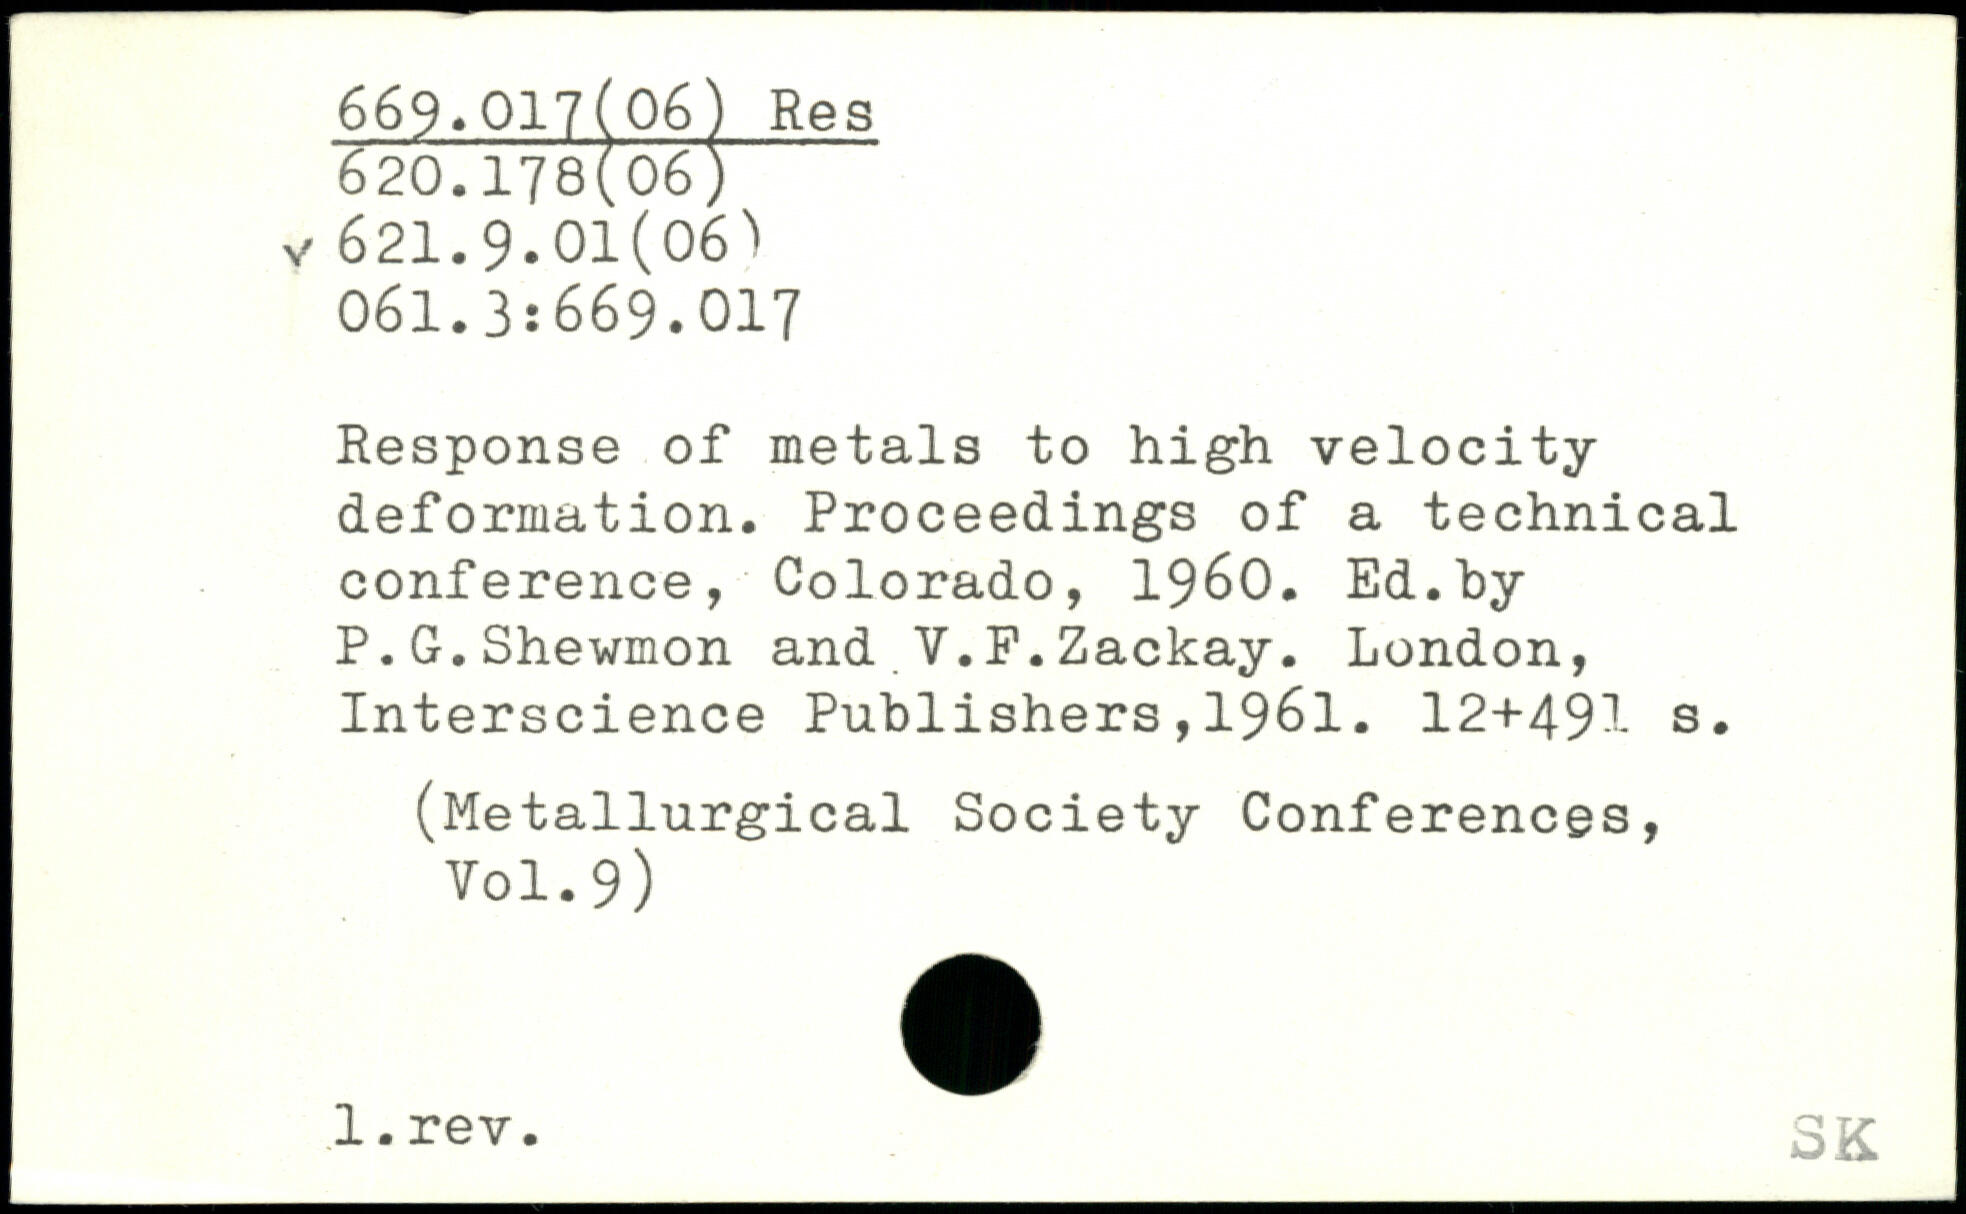 669.017(06) Res
620.178(06)
v 621.9.01(06)
061.3:669.017
Response of metals to high velocity
deformation. Proceedings of a technical
conference, Colorado, 1960. Ed.by
P.G.Shewmon and V.F.Zackay. London,
Interscience Publishers,1961. 12+491 s.
(Metallurgical Society Conferences,
Vol.9)
1.rev.
SK